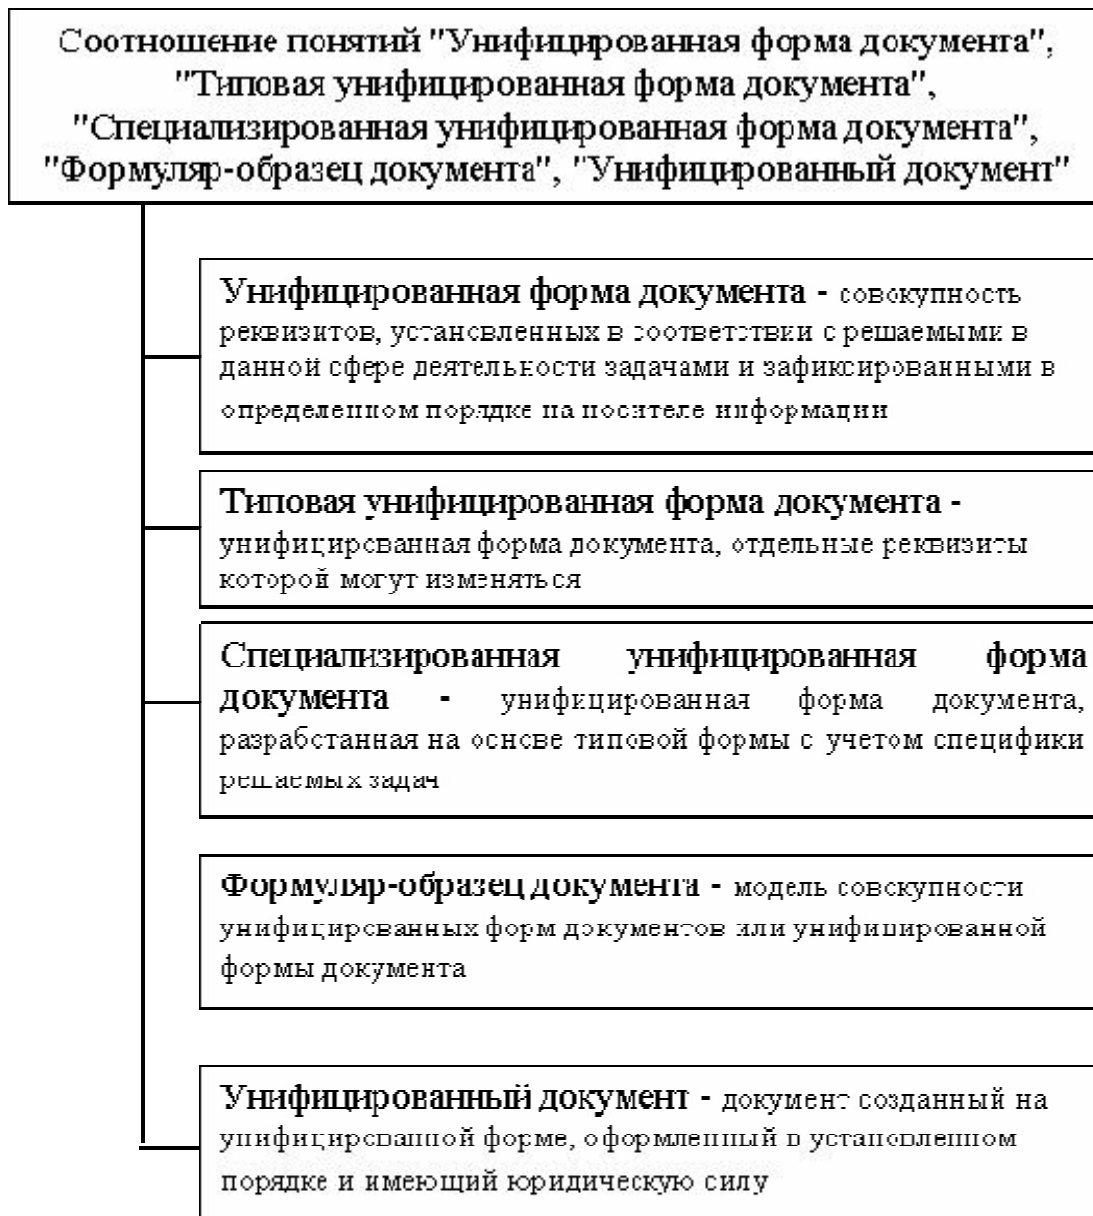 Соотношение понятий "Унифицированная форма документа",
"Типовая унифицированная форма документа",
"Специализированная унифицированная форма документа",
"Формуляр-образец документа", "Унифицированный документ"
Унифицированная форма документа - совокупность
реквизитов, установленных в соответствии с решаемыми в
данной сфере деятельности задачами и зафиксированными в
определенном порядке на носителе информации
Типовая унифицированная форма документа -
унифицированная форма документа, отдельные реквизиты
которой могут изменяться
Специализированная унифицированная форма
документа - унифицированная форма документа,
разработанная на основе типовой формы с учетом специфики
решаемых задач
Формуляр-образец документа - модель совокупности
унифицированных форм документов или унифицированной
формы документа
Унифицированный документ - документ созданный на
унифицированной форме, оформленный в установленном
порядке и имеющий юридическую силу